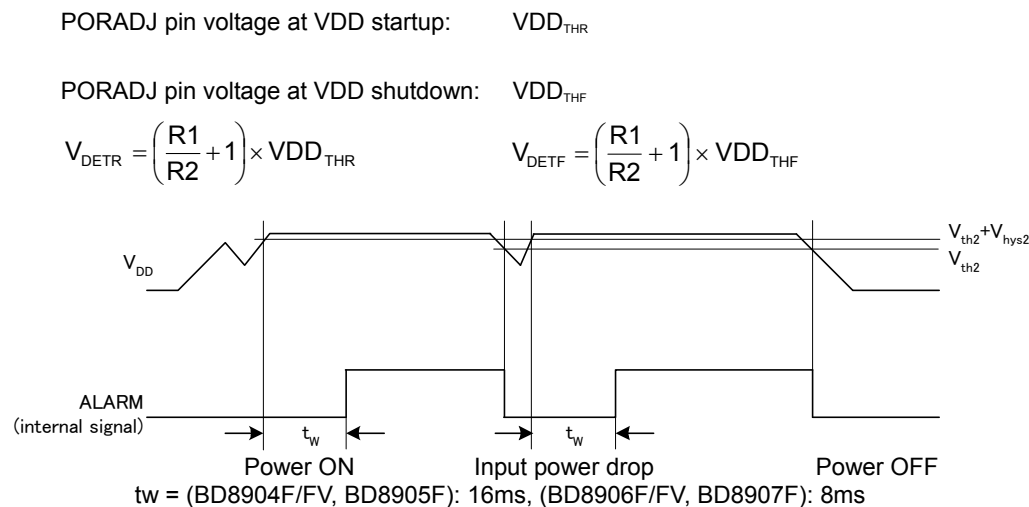 PORADJ pin voltage at VDD startup: VDD_THR
PORADJ pin voltage at VDD shutdown: VDD_THF
V_DETR = (R1/R2 + 1) × VDD_THR V_DETF = (R1/R2 + 1) × VDD_THF
V_th2+V_hys2
V_DD V_th2
ALARM
(internal signal)
t_W t_W
Power ON Input power drop Power OFF
tw = (BD8904F/FV, BD8905F): 16ms, (BD8906F/FV, BD8907F): 8ms